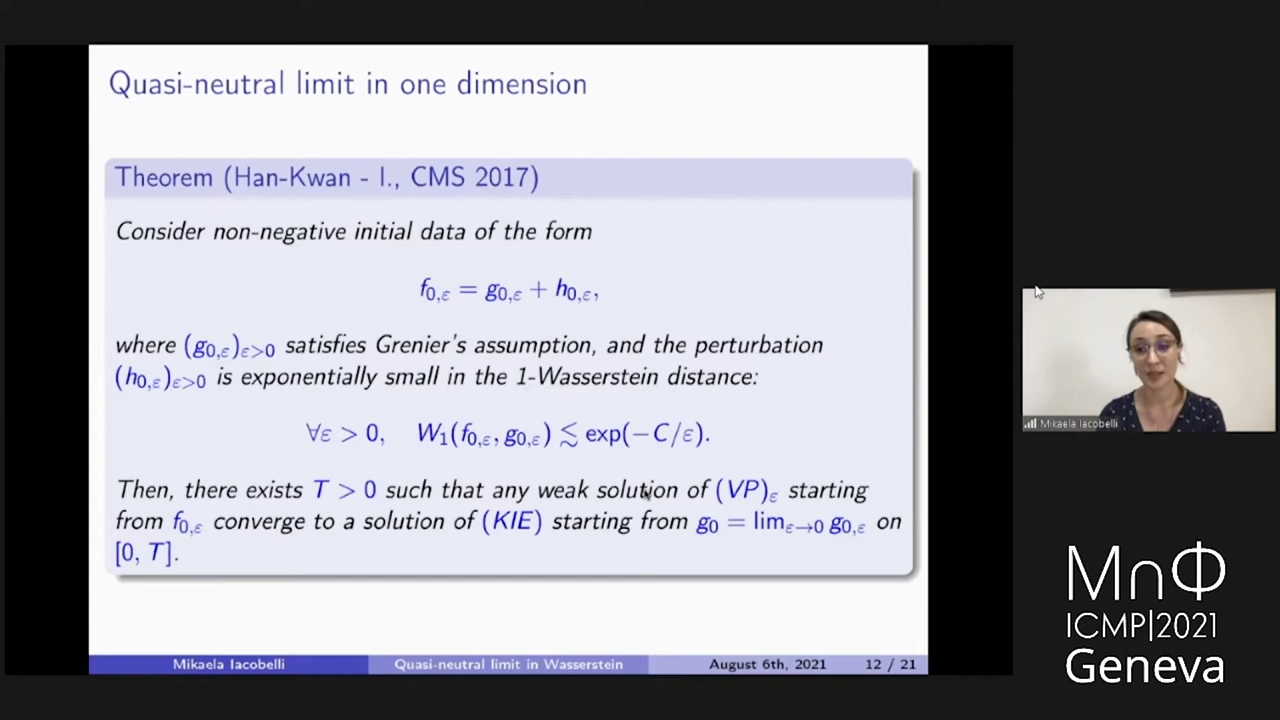 Quasi-neutral limit in one dimension
Theorem (Han-Kwan - I., CMS 2017)
Consider non-negative initial data of the form
f₀,ε = g₀,ε + h₀,ε,
where (g₀,ε)ε>0 satisfies Grenier's assumption, and the perturbation
(h₀,ε)ε>0 is exponentially small in the 1-Wasserstein distance:
∀ε > 0, W₁(f₀,ε, g₀,ε) ≲ exp(−C/ε).
Then, there exists T > 0 such that any weak solution of (VP)ε starting
from f₀,ε converge to a solution of (KIE) starting from g₀ = limε→0 g₀,ε on
[0, T].
Mikaela Iacobelli
Quasi-neutral limit in Wasserstein
August 6th, 2021
12 / 21
Mikaela Iacobelli
M∩Φ
ICMP|2021
Geneva